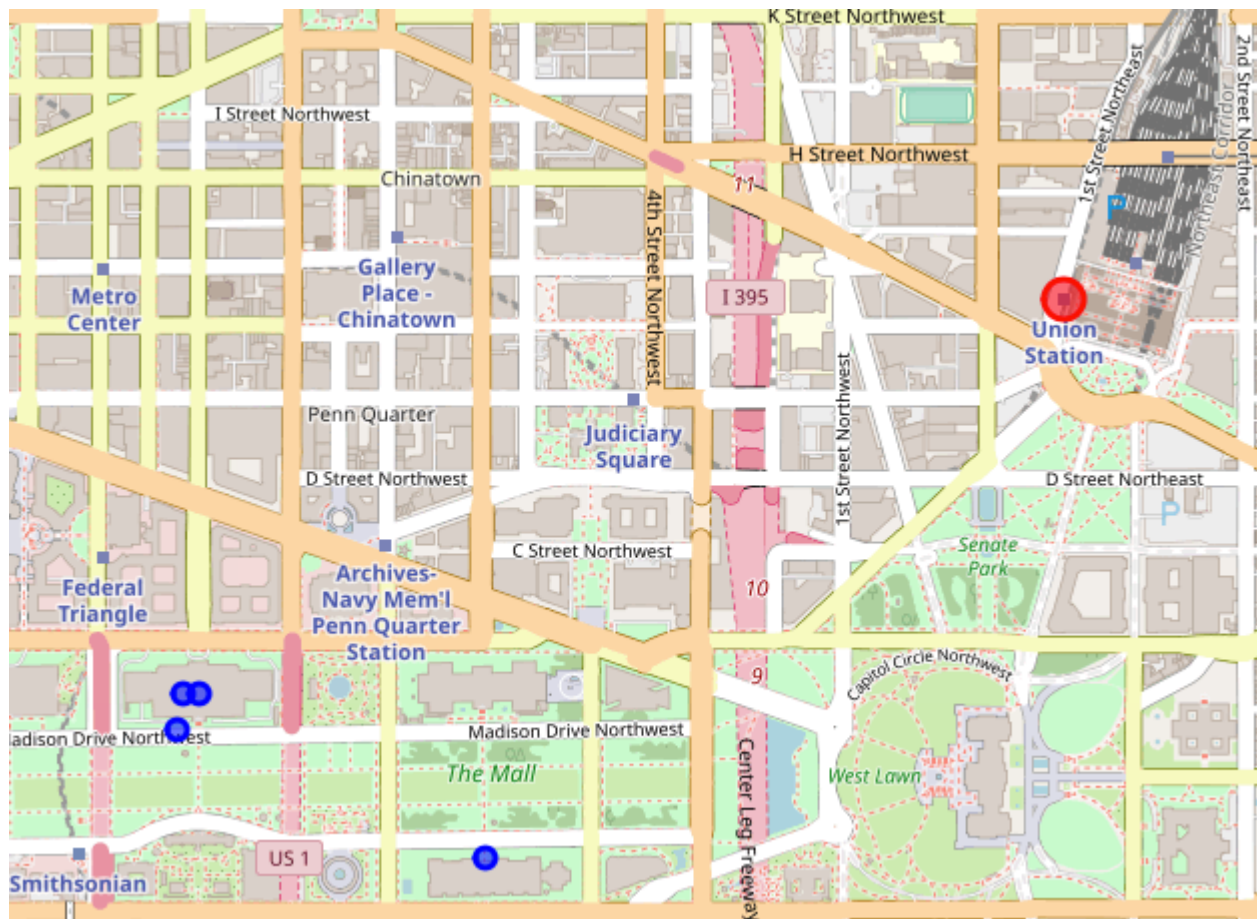 K Street Northwest
2nd Street Northeast
1st Street Northeast
I Street Northwest
H Street Northwest
Northeast Corridor
Chinatown
11
P
4th Street Northwest
Gallery
Place -
Chinatown
Metro
Center
I 395
Union
Station
1st Street Northwest
Penn Quarter
Judiciary
Square
D Street Northwest
D Street Northeast
P
C Street Northwest
Senate
Park
Archives-
Navy Mem'l
Penn Quarter
Station
Federal
Triangle
10
Capitol Circle Northwest
9
adison Drive Northwest
Madison Drive Northwest
The Mall
West Lawn
Center Leg Freeway
US 1
Smithsonian